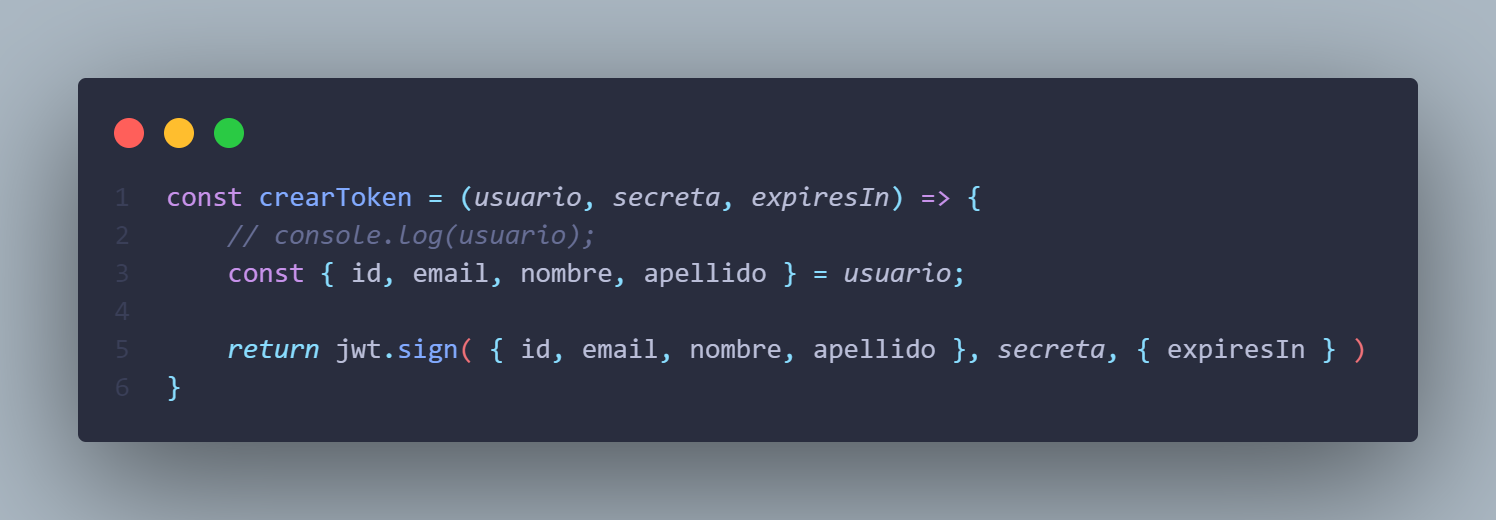 1 const crearToken = (usuario, secreta, expiresIn) => {
2     // console.log(usuario);
3     const { id, email, nombre, apellido } = usuario;
4
5     return jwt.sign( { id, email, nombre, apellido }, secreta, { expiresIn } )
6 }